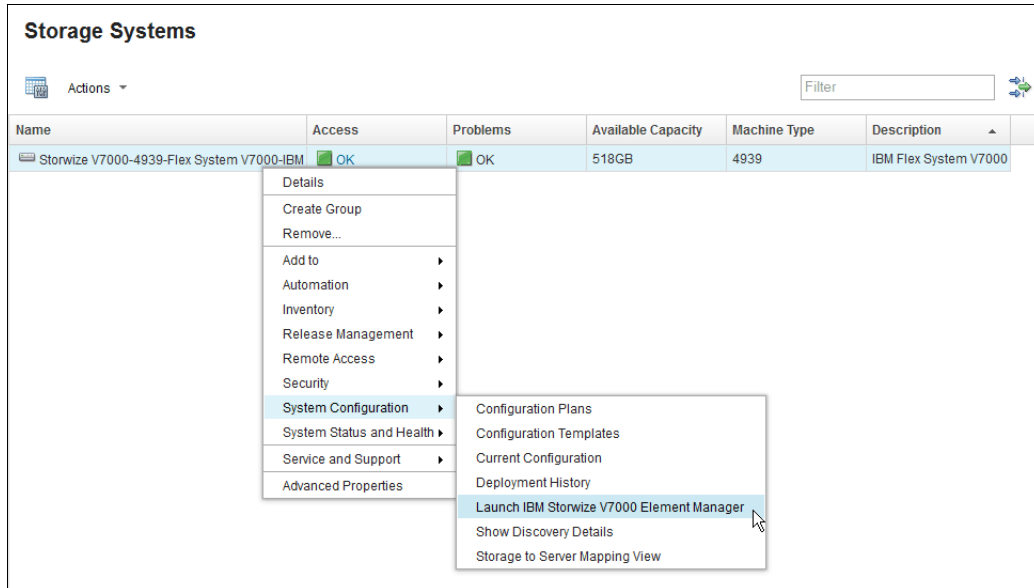 Storage Systems
Actions
Filter
Name Access Problems Available Capacity Machine Type Description
Storwize V7000-4939-Flex System V7000-IBM OK OK 518GB 4939 IBM Flex System V7000
Details
Create Group
Remove...
Add to
Automation
Inventory
Release Management
Remote Access
Security
System Configuration
System Status and Health
Service and Support
Advanced Properties
Configuration Plans
Configuration Templates
Current Configuration
Deployment History
Launch IBM Storwize V7000 Element Manager
Show Discovery Details
Storage to Server Mapping View